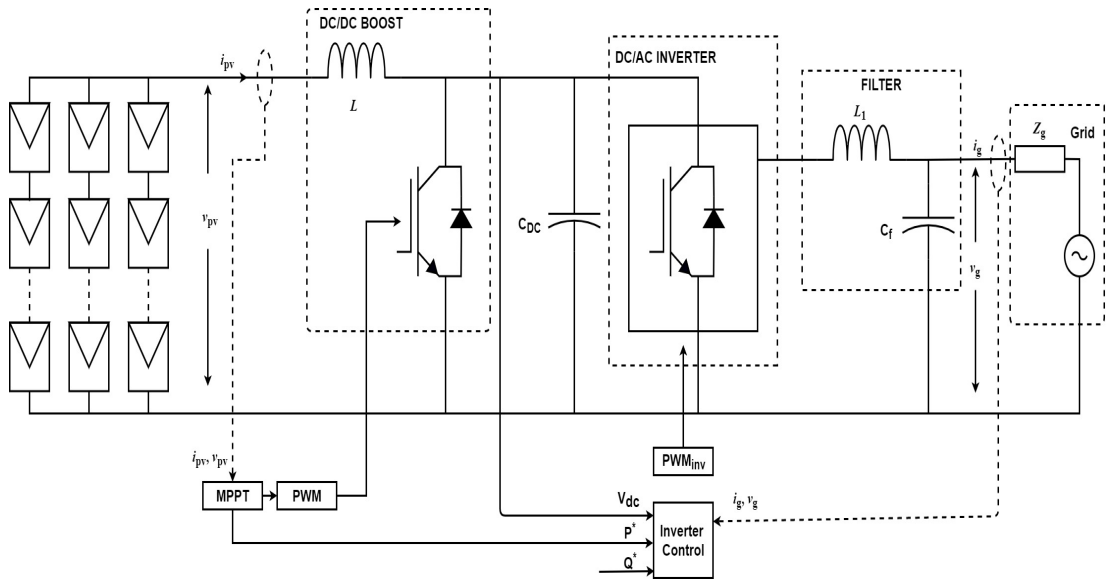 DC/DC BOOST
DC/AC INVERTER
FILTER
i_pv
L
L₁
i_g
Z_g
Grid
v_pv
C_DC
C_f
v_g
i_pv, v_pv
MPPT
PWM
PWM_inv
V_dc
i_g, v_g
P*
Inverter
Control
Q*